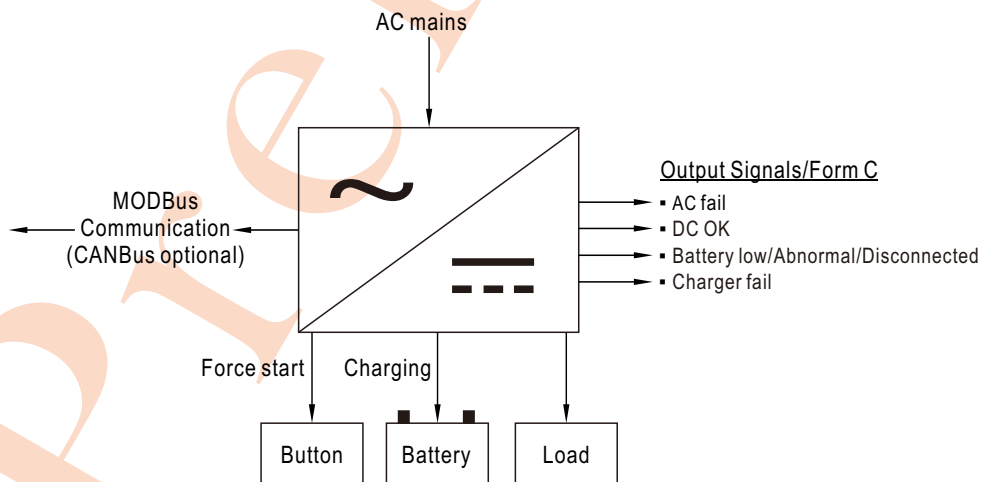 AC mains
MODBus
Communication
(CANBus optional)
Output Signals/Form C
▪ AC fail
▪ DC OK
▪ Battery low/Abnormal/Disconnected
▪ Charger fail
Force start
Charging
Button
Battery
Load